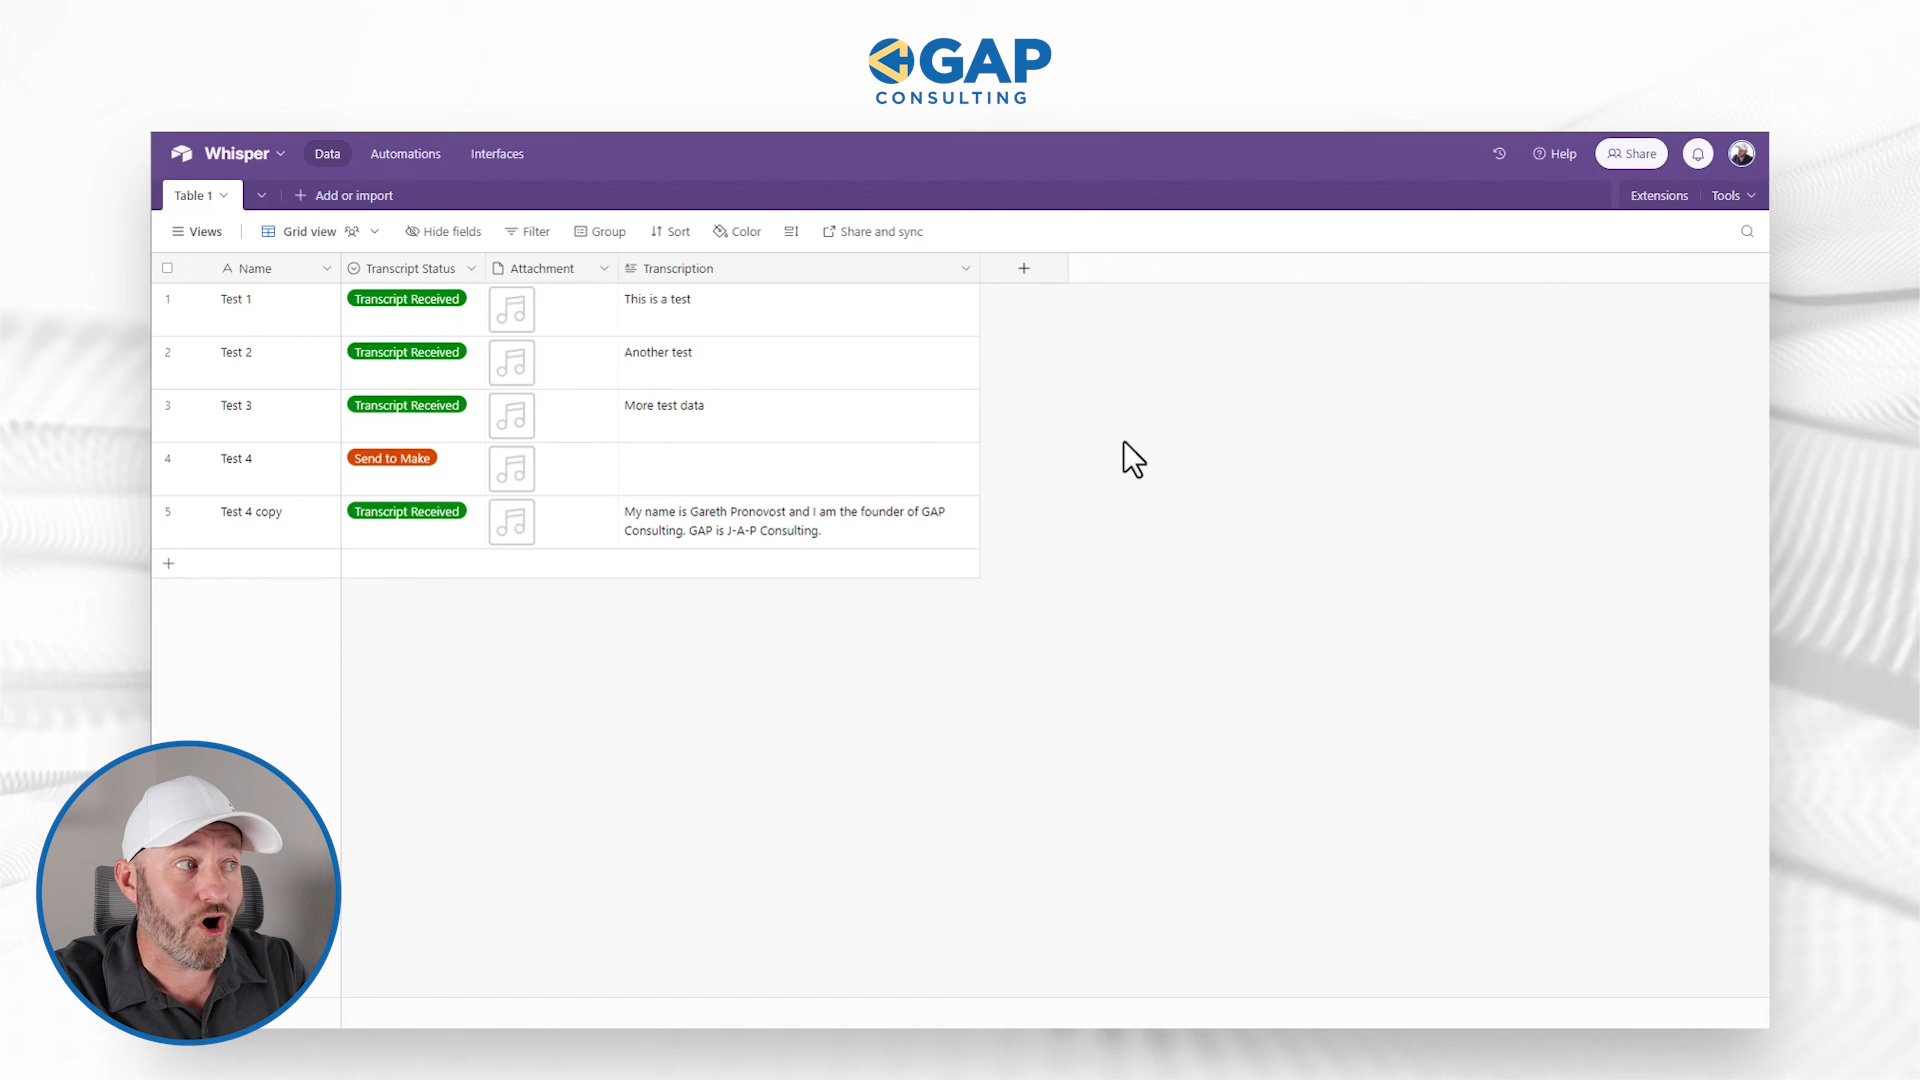 GAP
CONSULTING
Whisper Data Automations Interfaces Help Share
Table 1 Add or import Extensions Tools
Views Grid view Hide fields Filter Group Sort Color Share and sync
Name Transcript Status Attachment Transcription
1 Test 1 Transcript Received This is a test
2 Test 2 Transcript Received Another test
3 Test 3 Transcript Received More test data
4 Test 4 Send to Make
5 Test 4 copy Transcript Received My name is Gareth Pronovost and I am the founder of GAP
Consulting. GAP is J-A-P Consulting.